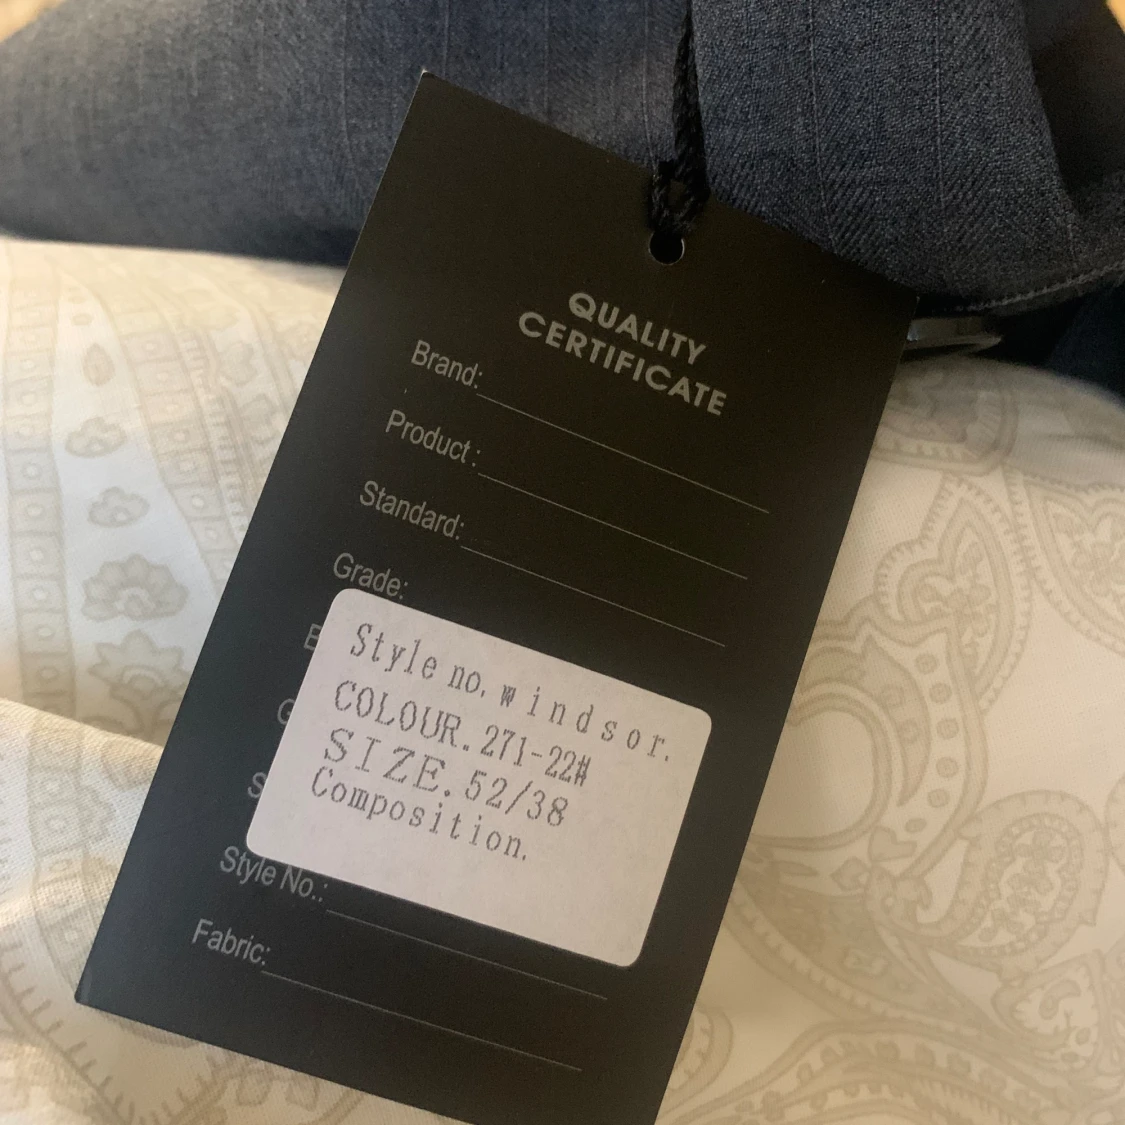 QUALITY
CERTIFICATE
Brand:
Product:
Standard:
Grade:
Style no. windsor.
COLOUR. 271-22#
SIZE. 52/38
Composition.
Style No.:
Fabric: